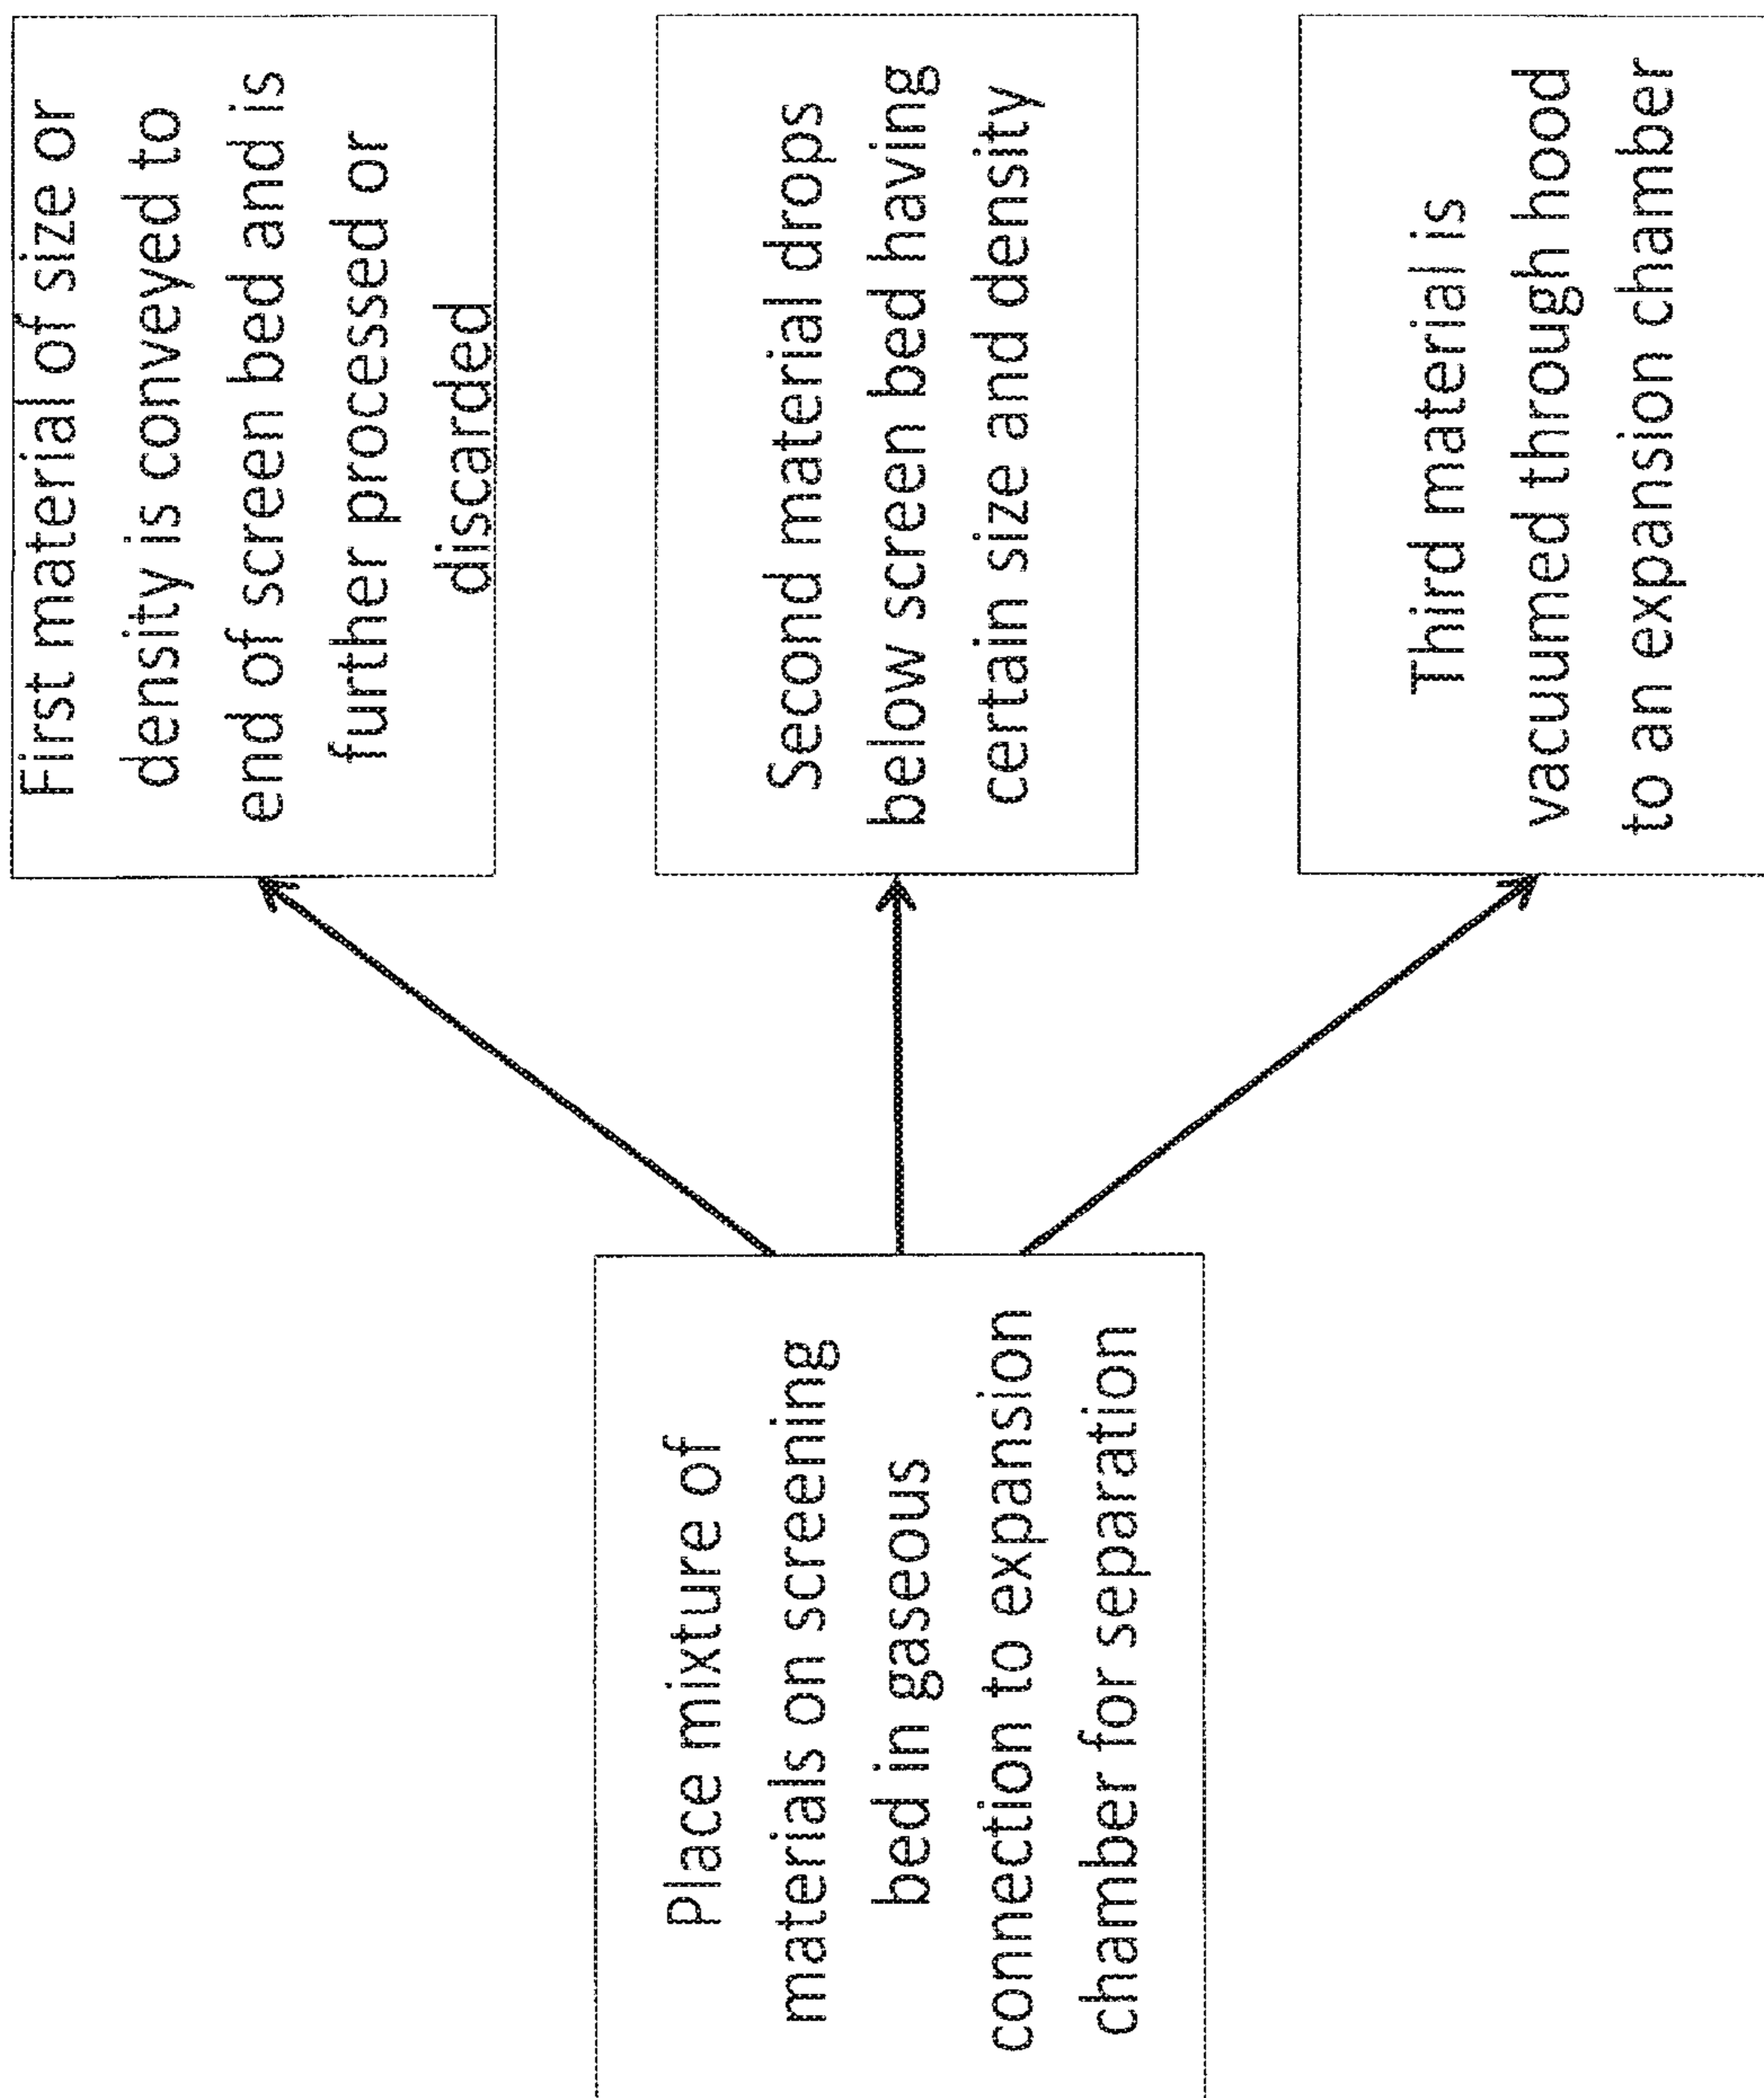 Place mixture of
materials on screening
bed in gaseous
connection to expansion
chamber for separation
First material of size or
density is conveyed to
end of screen bed and is
further processed or
discarded
Second material drops
below screen bed having
certain size and density
Third material is
vacuumed through hood
to an expansion chamber